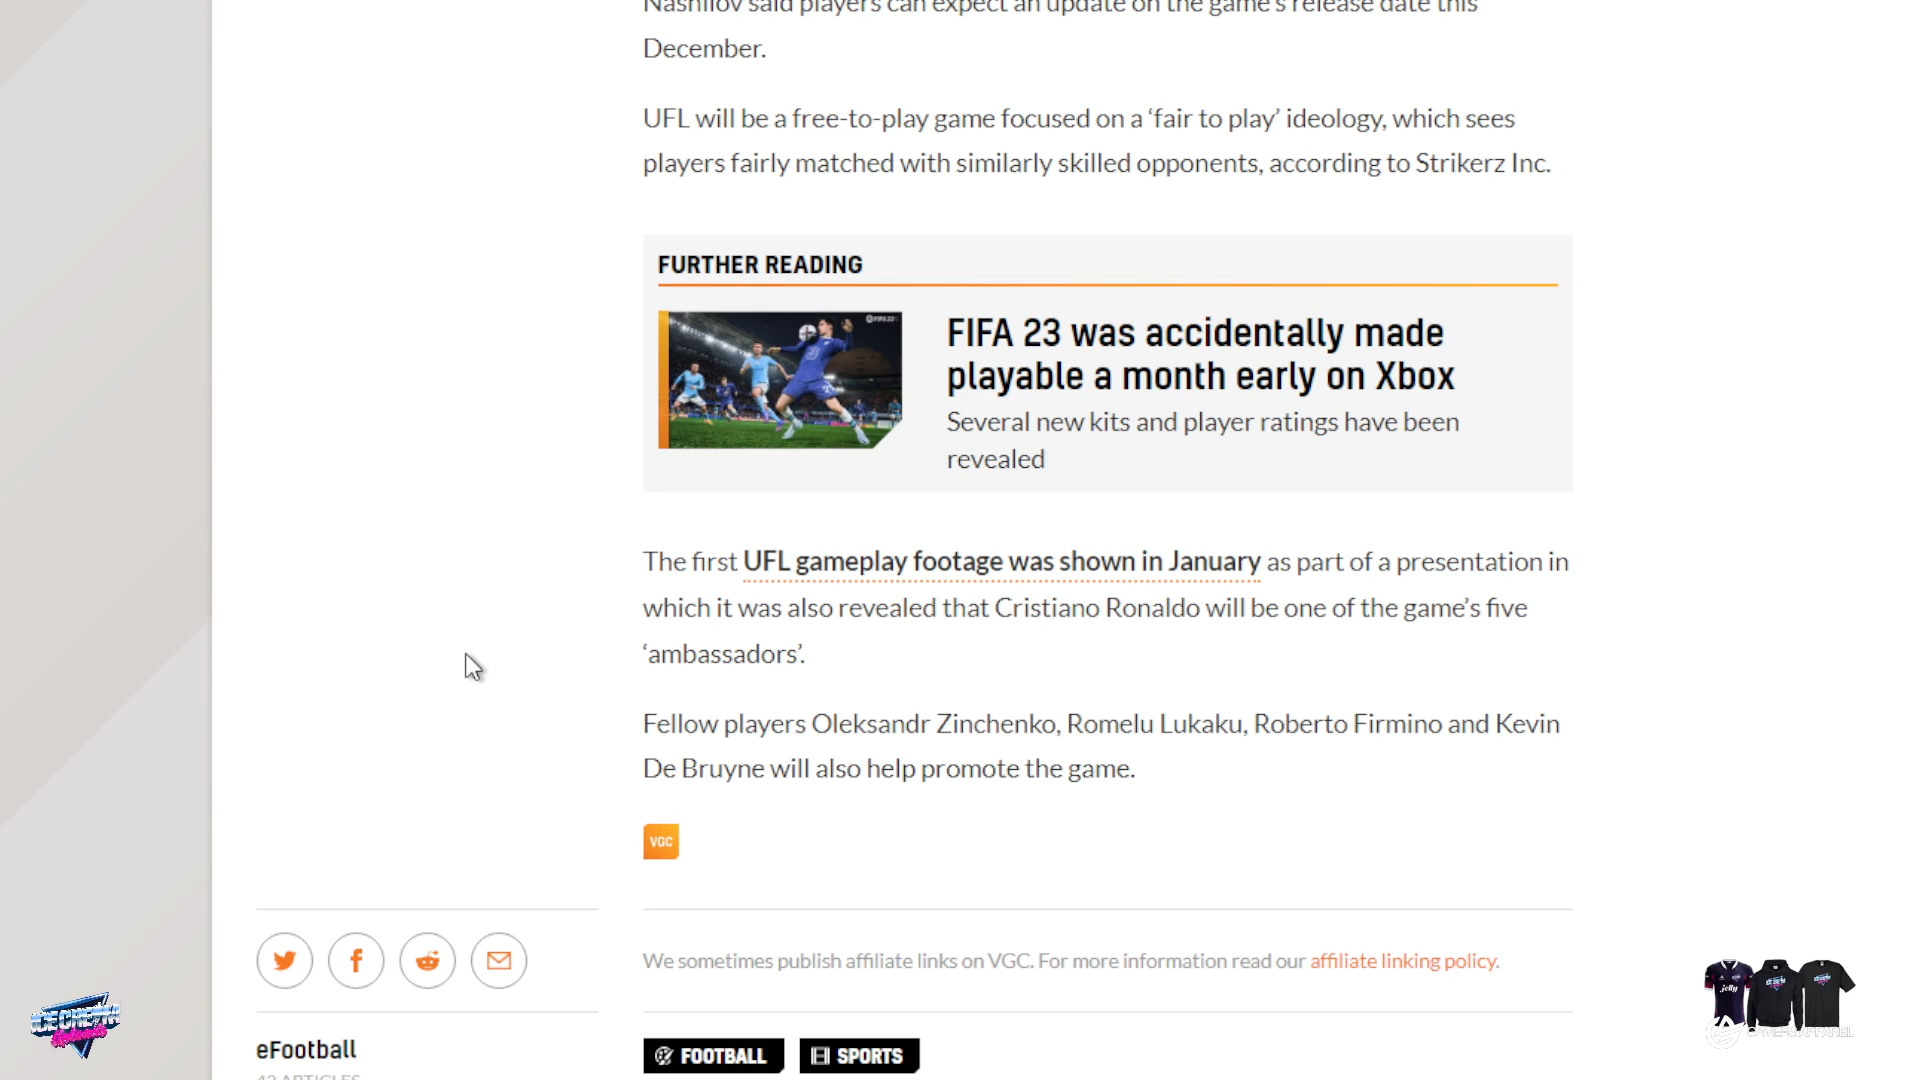 Nashilov said players can expect an update on the game's release date this
December.
UFL will be a free-to-play game focused on a ‘fair to play’ ideology, which sees
players fairly matched with similarly skilled opponents, according to Strikerz Inc.
FURTHER READING
FIFA 23
FIFA 23 was accidentally made
playable a month early on Xbox
Several new kits and player ratings have been
revealed
The first UFL gameplay footage was shown in January as part of a presentation in
which it was also revealed that Cristiano Ronaldo will be one of the game’s five
‘ambassadors’.
Fellow players Oleksandr Zinchenko, Romelu Lukaku, Roberto Firmino and Kevin
De Bruyne will also help promote the game.
VGC
We sometimes publish affiliate links on VGC. For more information read our affiliate linking policy.
jelly
eFootball
FOOTBALL
SPORTS